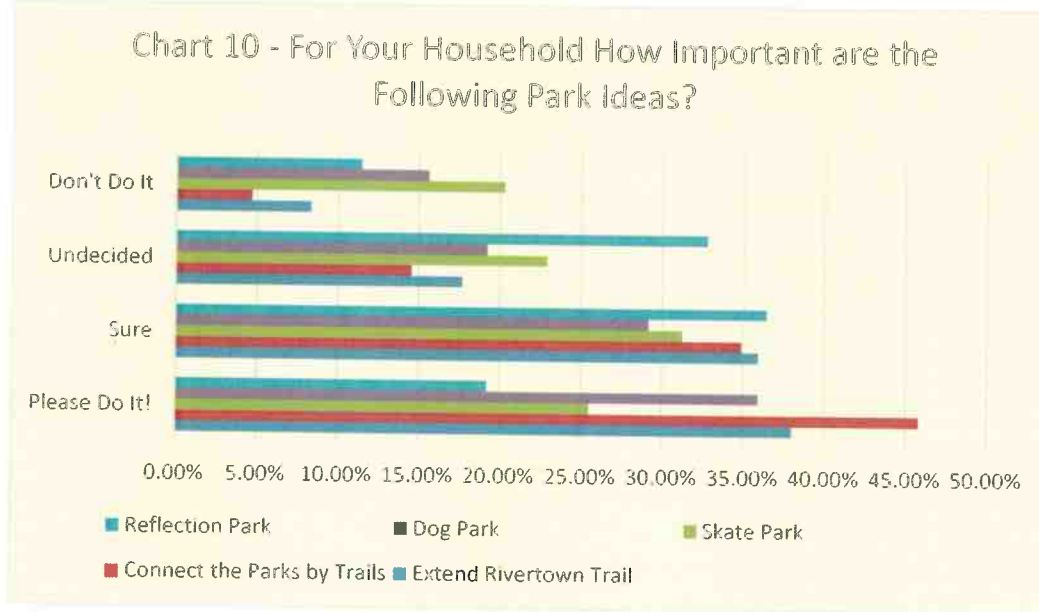 Chart 10 - For Your Household How Important are the
Following Park Ideas?
Don't Do It
Undecided
Sure
Please Do It!
0.00% 5.00% 10.00% 15.00% 20.00% 25.00% 30.00% 35.00% 40.00% 45.00% 50.00%
Reflection Park Dog Park Skate Park
Connect the Parks by Trails Extend Rivertown Trail